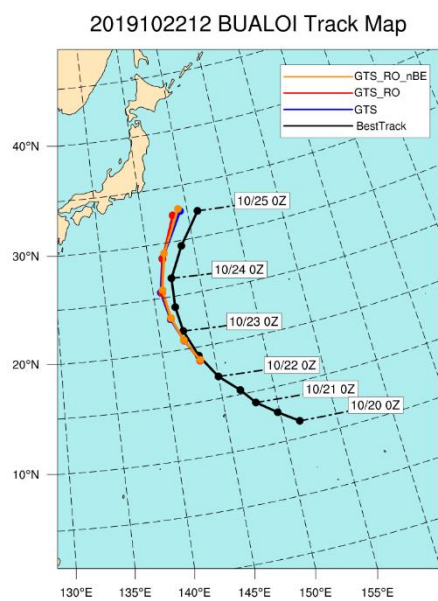 2019102212 BUALOI Track Map
GTS_RO_nBE
GTS_RO
GTS
BestTrack
40°N
10/25 0Z
30°N
10/24 0Z
10/23 0Z
20°N
10/22 0Z
10/21 0Z
10/20 0Z
10°N
130°E 135°E 140°E 145°E 150°E 155°E